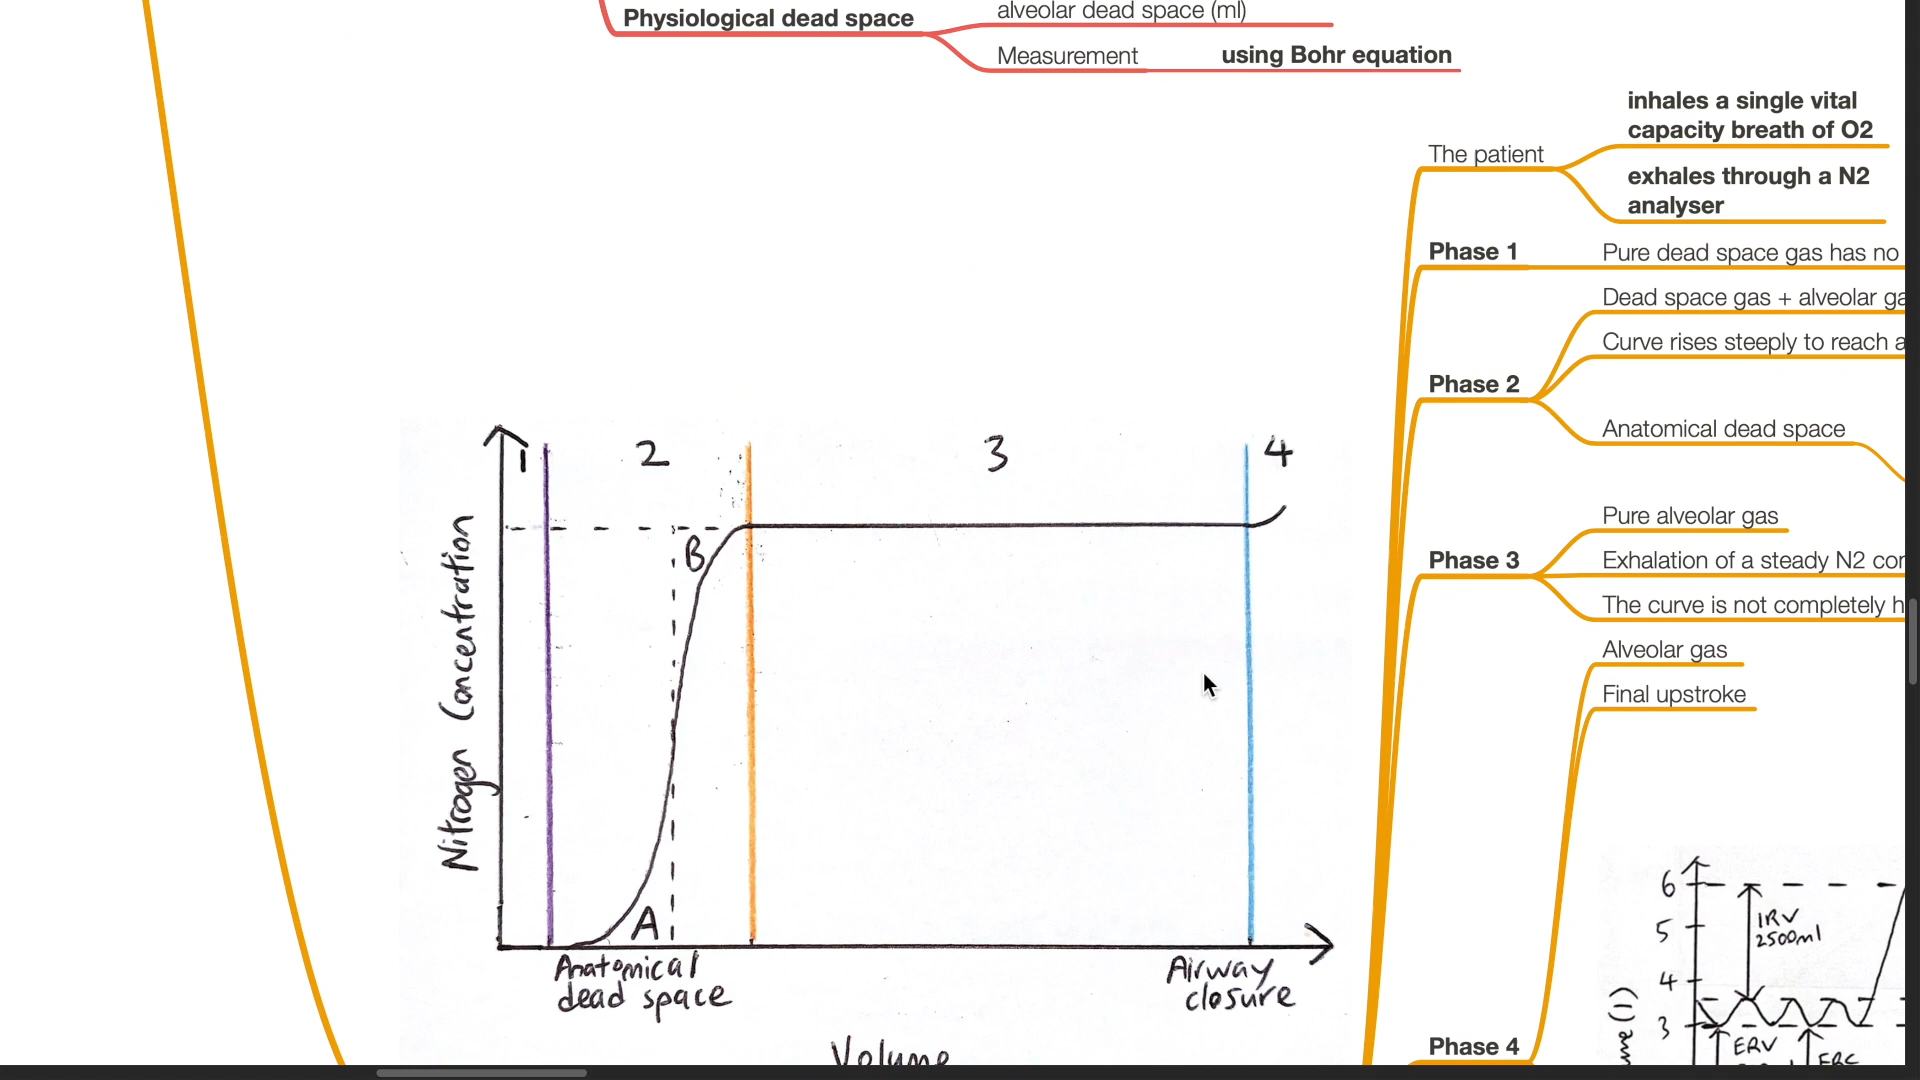 Physiological dead space
alveolar dead space (ml)
Measurement
using Bohr equation
The patient
inhales a single vital
capacity breath of O2
exhales through a N2
analyser
Phase 1
Pure dead space gas has no
Phase 2
Dead space gas + alveolar ga
Curve rises steeply to reach a
Anatomical dead space
Phase 3
Pure alveolar gas
Exhalation of a steady N2 con
The curve is not completely h
Phase 4
Alveolar gas
Final upstroke
1 2 3 4
Nitrogen Concentration
B
A
Anatomical
dead space
Airway
closure
Volume
6
5
4
3
IRV
2500ml
ERV
FRC